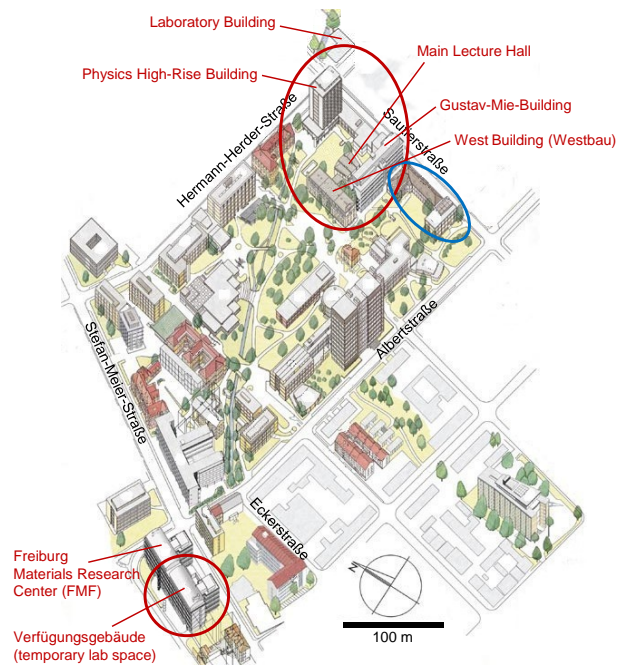 Laboratory Building
Main Lecture Hall
Physics High-Rise Building
Gustav-Mie-Building
West Building (Westbau)
Hermann-Herder-Straße
Sautierstraße
Albertstraße
Stefan-Meier-Straße
Eckerstraße
Freiburg
Materials Research
Center (FMF)
Verfügungsgebäude
(temporary lab space)
N
100 m